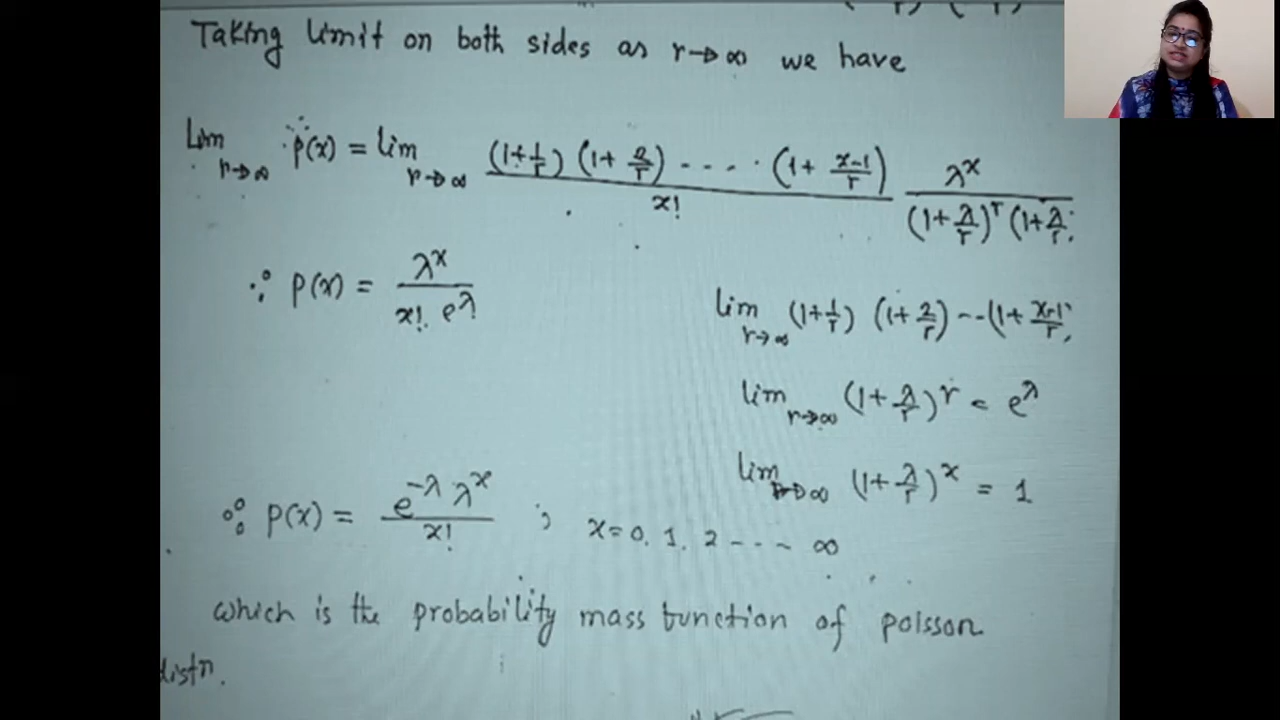 Taking limit on both sides as r→∞ we have
Lim r→∞ p(x) = lim r→∞ (1+1/r) (1+2/r) ----· (1+ x-1/r) / x! λ^x / (1+λ/r)^r (1+λ/r
∴ p(x) = λ^x / x! e^λ
lim r→∞ (1+1/r) (1+2/r) --(1+ x-1/r
lim r→∞ (1+λ/r)^r = e^λ
lim r→∞ (1+λ/r)^x = 1
∴ p(x) = e^-λ λ^x / x! ; x=0, 1, 2 ---- ∞
which is the probability mass function of poisson
distn.